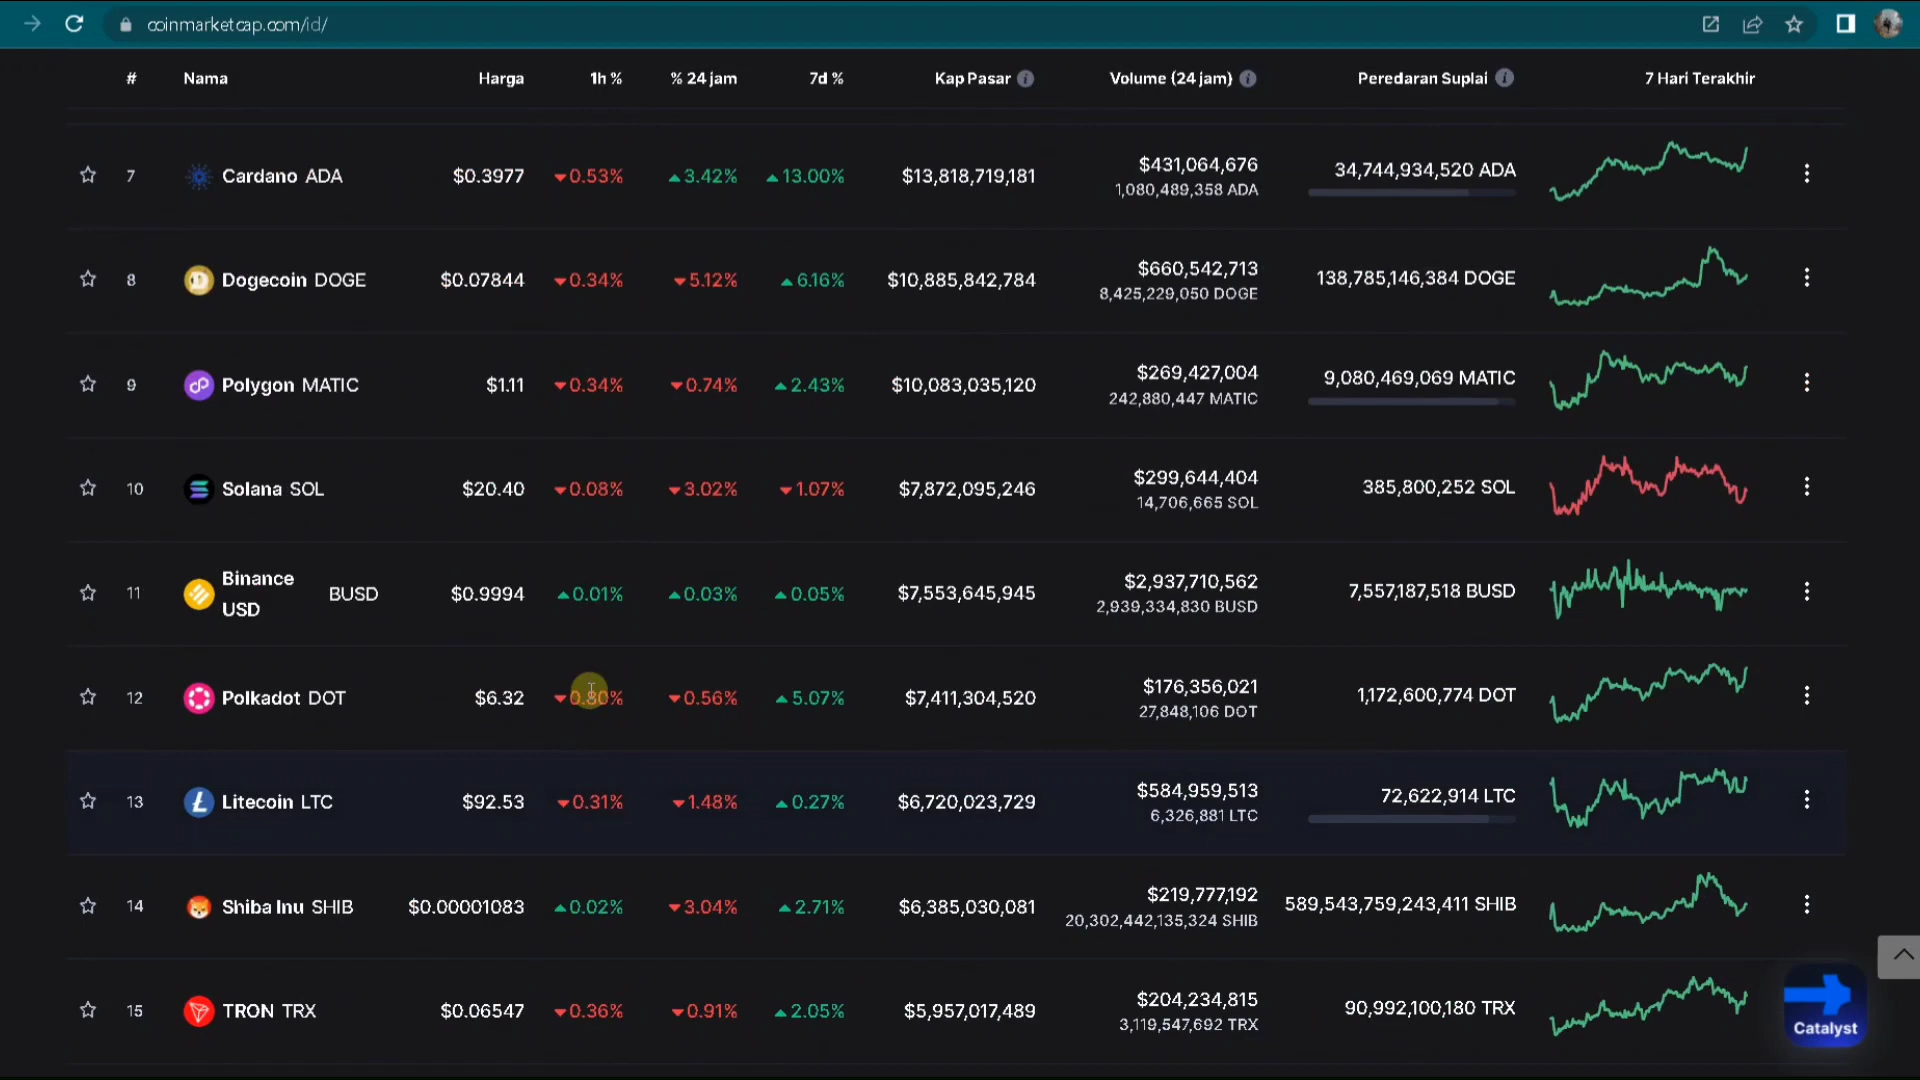 coinmarketcap.com/id/
# Nama Harga 1h % % 24 jam 7d % Kap Pasar Volume (24 jam) Peredaran Suplai 7 Hari Terakhir
7 Cardano ADA $0.3977 0.53% 3.42% 13.00% $13,818,719,181 $431,064,676 34,744,934,520 ADA
1,080,489,358 ADA
8 Dogecoin DOGE $0.07844 0.34% 5.12% 6.16% $10,885,842,784 $660,542,713 138,785,146,384 DOGE
8,425,229,050 DOGE
9 Polygon MATIC $1.11 0.34% 0.74% 2.43% $10,083,035,120 $269,427,004 9,080,469,069 MATIC
242,880,447 MATIC
10 Solana SOL $20.40 0.08% 3.02% 1.07% $7,872,095,246 $299,644,404 385,800,252 SOL
14,706,665 SOL
11 Binance USD BUSD $0.9994 0.01% 0.03% 0.05% $7,553,645,945 $2,937,710,562 7,557,187,518 BUSD
2,939,334,830 BUSD
12 Polkadot DOT $6.32 0.80% 0.56% 5.07% $7,411,304,520 $176,356,021 1,172,600,774 DOT
27,848,106 DOT
13 Litecoin LTC $92.53 0.31% 1.48% 0.27% $6,720,023,729 $584,959,513 72,622,914 LTC
6,326,881 LTC
14 Shiba Inu SHIB $0.00001083 0.02% 3.04% 2.71% $6,385,030,081 $219,777,192 589,543,759,243,411 SHIB
20,302,442,135,324 SHIB
15 TRON TRX $0.06547 0.36% 0.91% 2.05% $5,957,017,489 $204,234,815 90,992,100,180 TRX
3,119,547,692 TRX
Catalyst